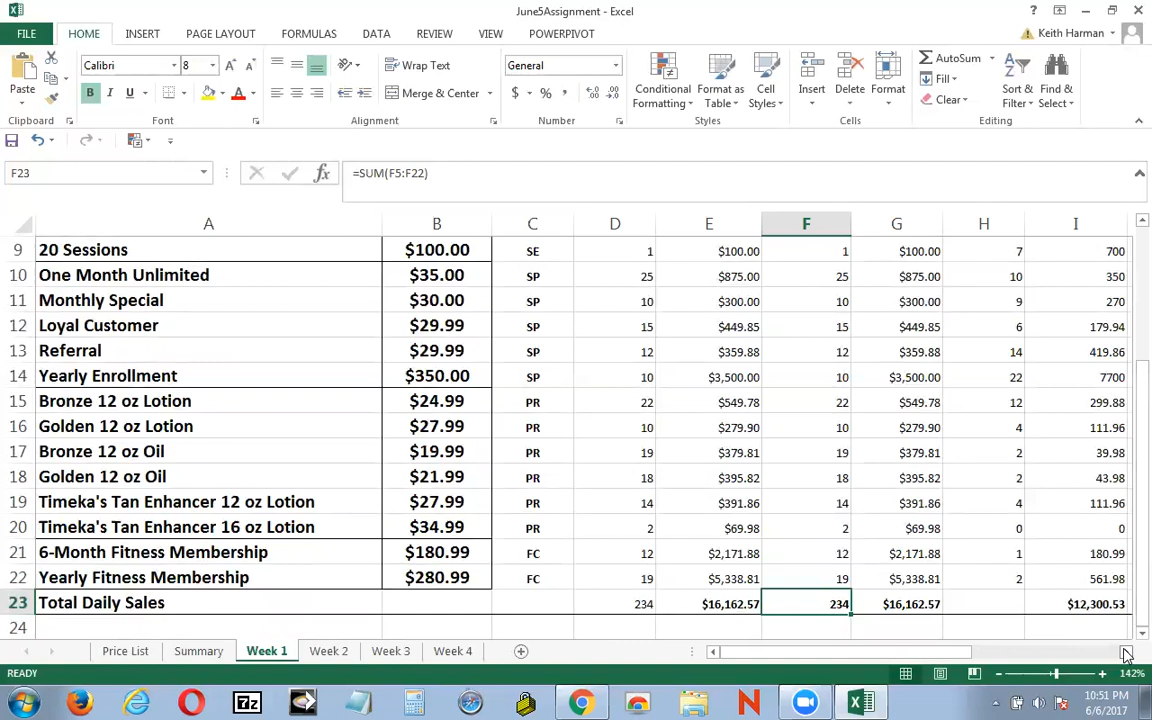 June5Assignment - Excel
FILE HOME INSERT PAGE LAYOUT FORMULAS DATA REVIEW VIEW POWERPIVOT Keith Harman
Paste
Calibri 8
B I U
Wrap Text
Merge & Center
General
$ % ,
Conditional Formatting
Format as Table
Cell Styles
Insert Delete Format
AutoSum
Fill
Clear
Sort & Filter
Find & Select
Clipboard Font Alignment Number Styles Cells Editing
F23 fx =SUM(F5:F22)
A B C D E F G H I
9 20 Sessions $100.00 SE 1 $100.00 1 $100.00 7 700
10 One Month Unlimited $35.00 SP 25 $875.00 25 $875.00 10 350
11 Monthly Special $30.00 SP 10 $300.00 10 $300.00 9 270
12 Loyal Customer $29.99 SP 15 $449.85 15 $449.85 6 179.94
13 Referral $29.99 SP 12 $359.88 12 $359.88 14 419.86
14 Yearly Enrollment $350.00 SP 10 $3,500.00 10 $3,500.00 22 7700
15 Bronze 12 oz Lotion $24.99 PR 22 $549.78 22 $549.78 12 299.88
16 Golden 12 oz Lotion $27.99 PR 10 $279.90 10 $279.90 4 111.96
17 Bronze 12 oz Oil $19.99 PR 19 $379.81 19 $379.81 2 39.98
18 Golden 12 oz Oil $21.99 PR 18 $395.82 18 $395.82 2 43.98
19 Timeka's Tan Enhancer 12 oz Lotion $27.99 PR 14 $391.86 14 $391.86 4 111.96
20 Timeka's Tan Enhancer 16 oz Lotion $34.99 PR 2 $69.98 2 $69.98 0 0
21 6-Month Fitness Membership $180.99 FC 12 $2,171.88 12 $2,171.88 1 180.99
22 Yearly Fitness Membership $280.99 FC 19 $5,338.81 19 $5,338.81 2 561.98
23 Total Daily Sales 234 $16,162.57 234 $16,162.57 $12,300.53
24
Price List Summary Week 1 Week 2 Week 3 Week 4
READY 142%
7z N 10:51 PM
6/6/2017